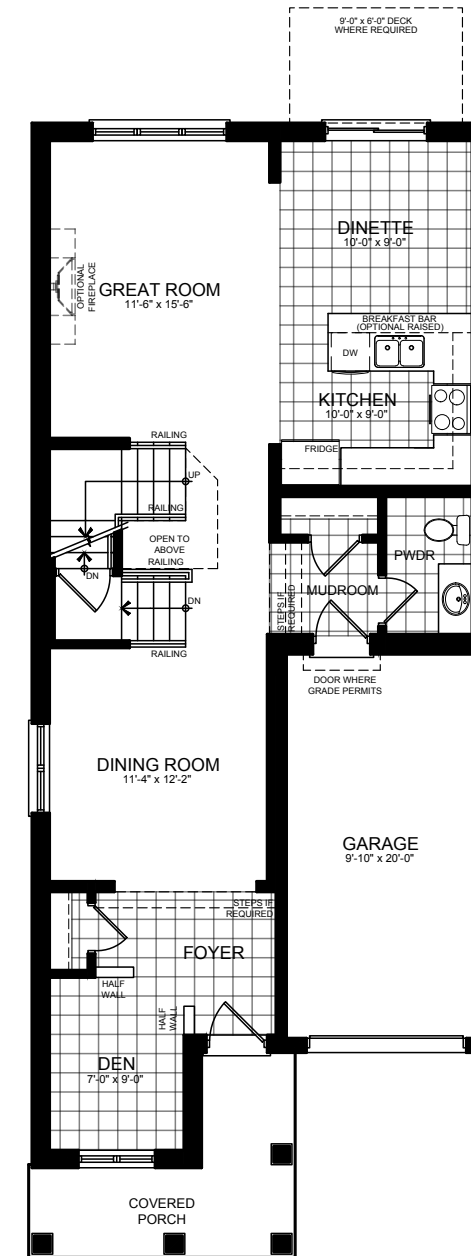 9'-0" x 6'-0" DECK
WHERE REQUIRED
DINETTE
10'-0" x 9'-0"
OPTIONAL
FIREPLACE
GREAT ROOM
11'-6" x 15'-6"
BREAKFAST BAR
(OPTIONAL RAISED)
DW
KITCHEN
10'-0" x 9'-0"
RAILING
FRIDGE
UP
RAILING
OPEN TO
ABOVE
RAILING
DN
DN
RAILING
PWDR
MUDROOM
STEPS IF
REQUIRED
DOOR WHERE
GRADE PERMITS
DINING ROOM
11'-4" x 12'-2"
GARAGE
9'-10" x 20'-0"
STEPS IF
REQUIRED
FOYER
HALF
WALL
HALF
WALL
DEN
7'-0" x 9'-0"
COVERED
PORCH